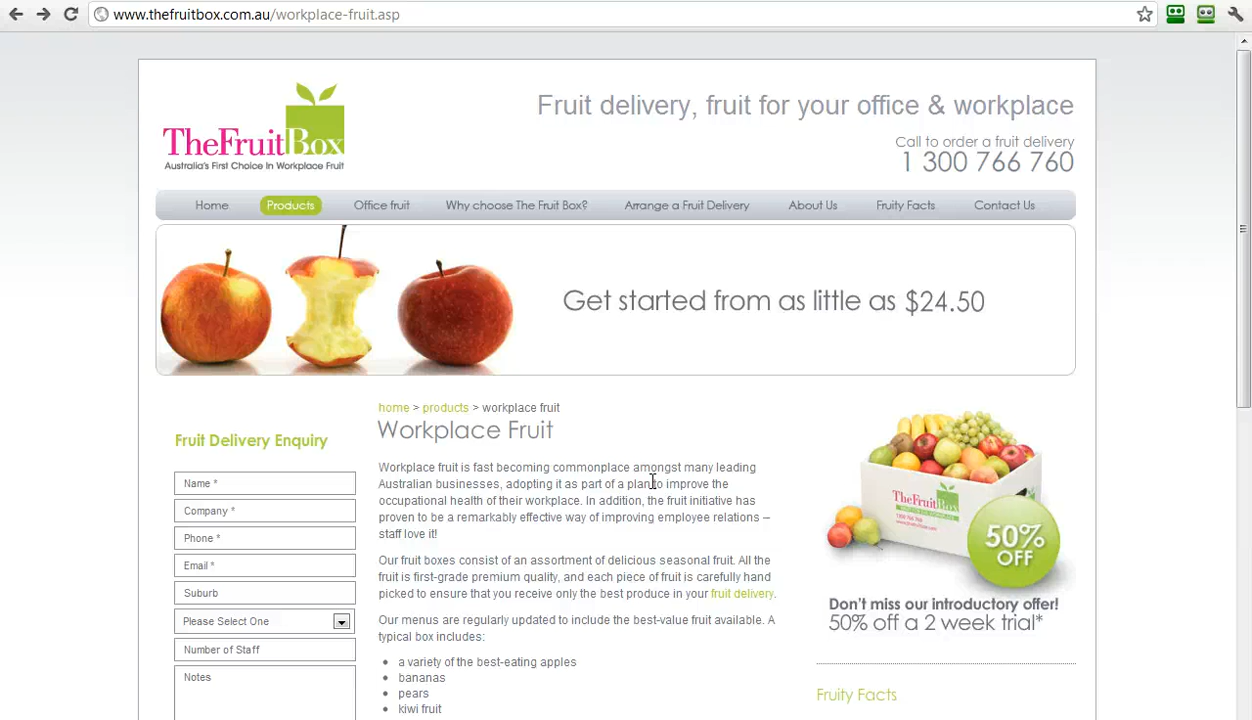 www.thefruitbox.com.au/workplace-fruit.asp
TheFruitBox
Australia's First Choice In Workplace Fruit
Fruit delivery, fruit for your office & workplace
Call to order a fruit delivery
1 300 766 760
Home Products Office fruit Why choose The Fruit Box? Arrange a Fruit Delivery About Us Fruity Facts Contact Us
Get started from as little as $24.50
Fruit Delivery Enquiry
Name *
Company *
Phone *
Email *
Suburb
Please Select One
Number of Staff
Notes
home > products > workplace fruit
Workplace Fruit
Workplace fruit is fast becoming commonplace amongst many leading
Australian businesses, adopting it as part of a plan to improve the
occupational health of their workplace. In addition, the fruit initiative has
proven to be a remarkably effective way of improving employee relations --
staff love it!
Our fruit boxes consist of an assortment of delicious seasonal fruit. All the
fruit is first-grade premium quality, and each piece of fruit is carefully hand
picked to ensure that you receive only the best produce in your fruit delivery.
Our menus are regularly updated to include the best-value fruit available. A
typical box includes:
a variety of the best-eating apples
bananas
pears
kiwi fruit
TheFruitBox
50%
OFF
Don't miss our introductory offer!
50% off a 2 week trial*
Fruity Facts